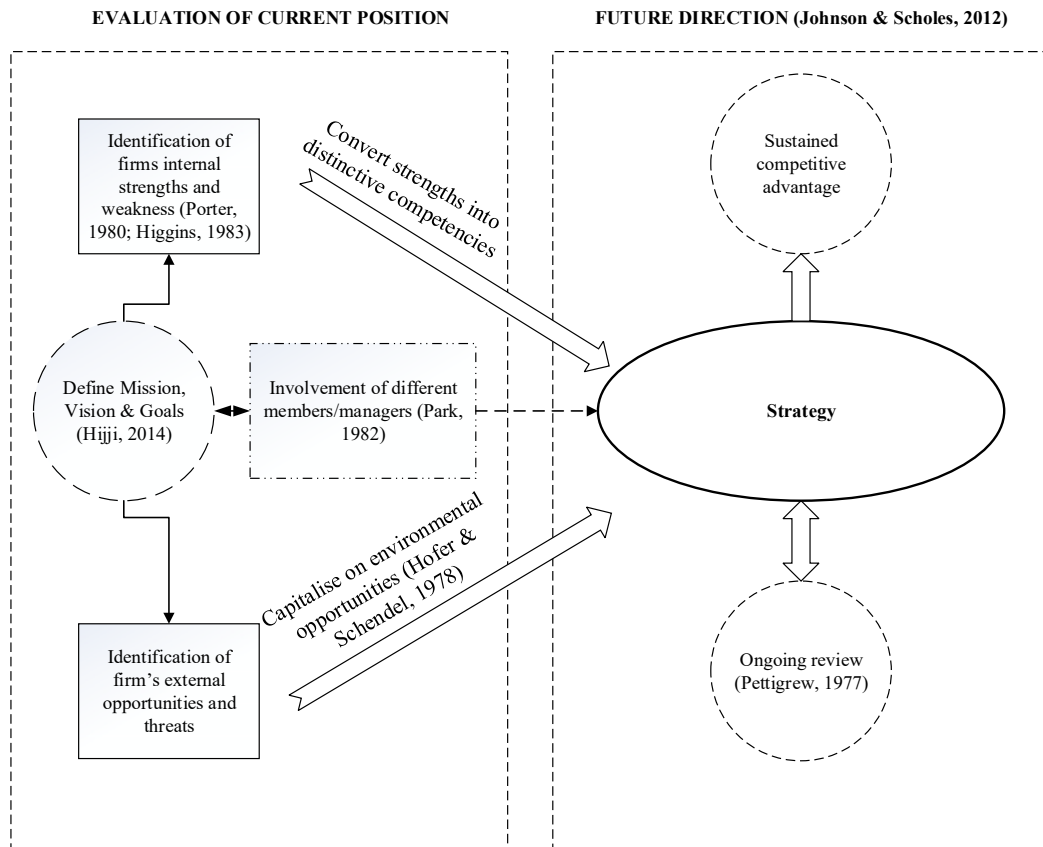 EVALUATION OF CURRENT POSITION
FUTURE DIRECTION (Johnson & Scholes, 2012)
Identification of
firms internal
strengths and
weakness (Porter,
1980; Higgins, 1983)
Convert strengths into
distinctive competencies
Sustained
competitive
advantage
Define Mission,
Vision & Goals
(Hijji, 2014)
Involvement of different
members/managers (Park,
1982)
Strategy
Capitalise on environmental
opportunities (Hofer &
Schendel, 1978)
Identification of
firm's external
opportunities and
threats
Ongoing review
(Pettigrew, 1977)